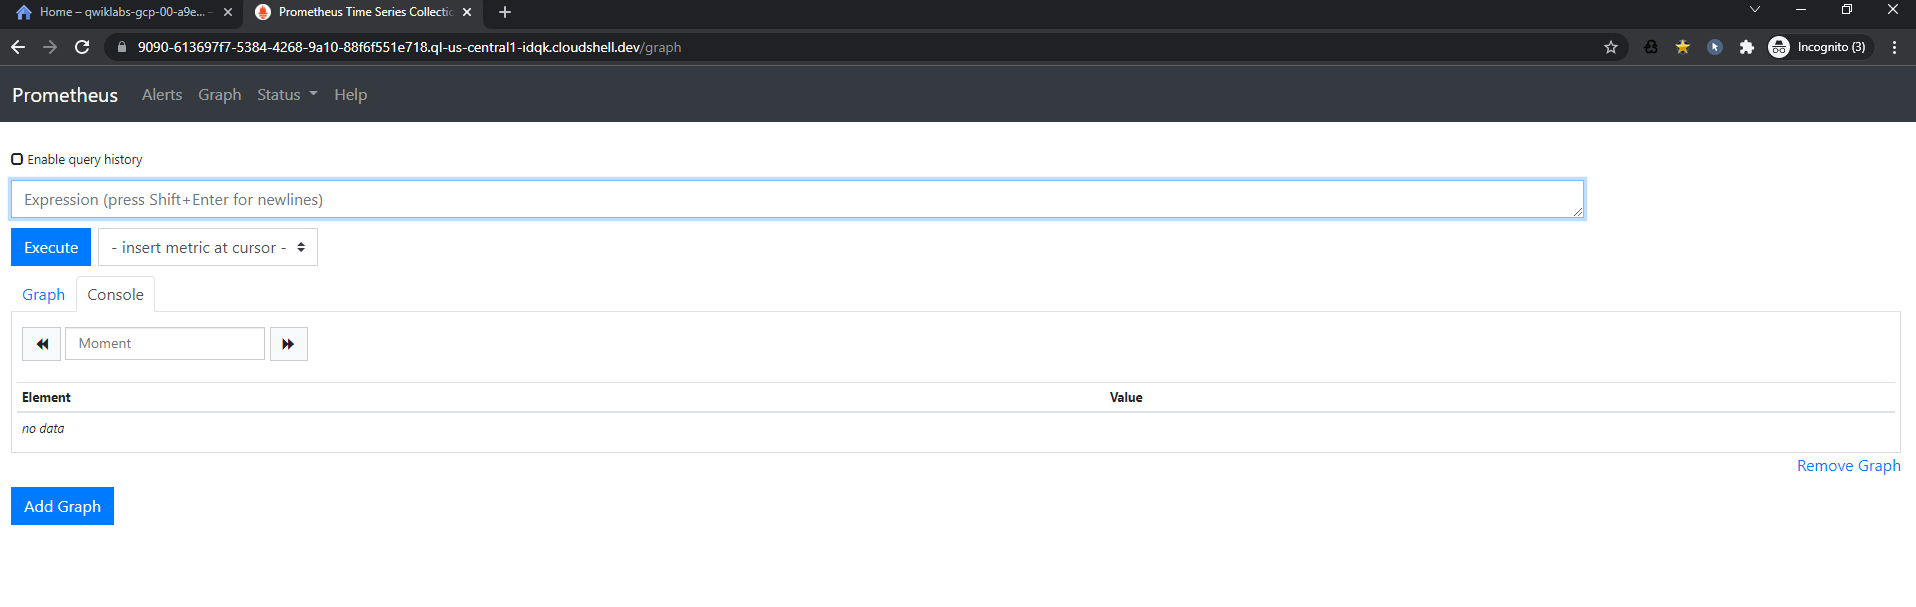 Home – qwiklabs-gcp-00-a9e... –
Prometheus Time Series Collectio
9090-613697f7-5384-4268-9a10-88f6f551e718.ql-us-central1-idqk.cloudshell.dev/graph
Incognito (3)
Prometheus Alerts Graph Status Help
Enable query history
Expression (press Shift+Enter for newlines)
Execute - insert metric at cursor -
Graph Console
Moment
Element Value
no data
Remove Graph
Add Graph